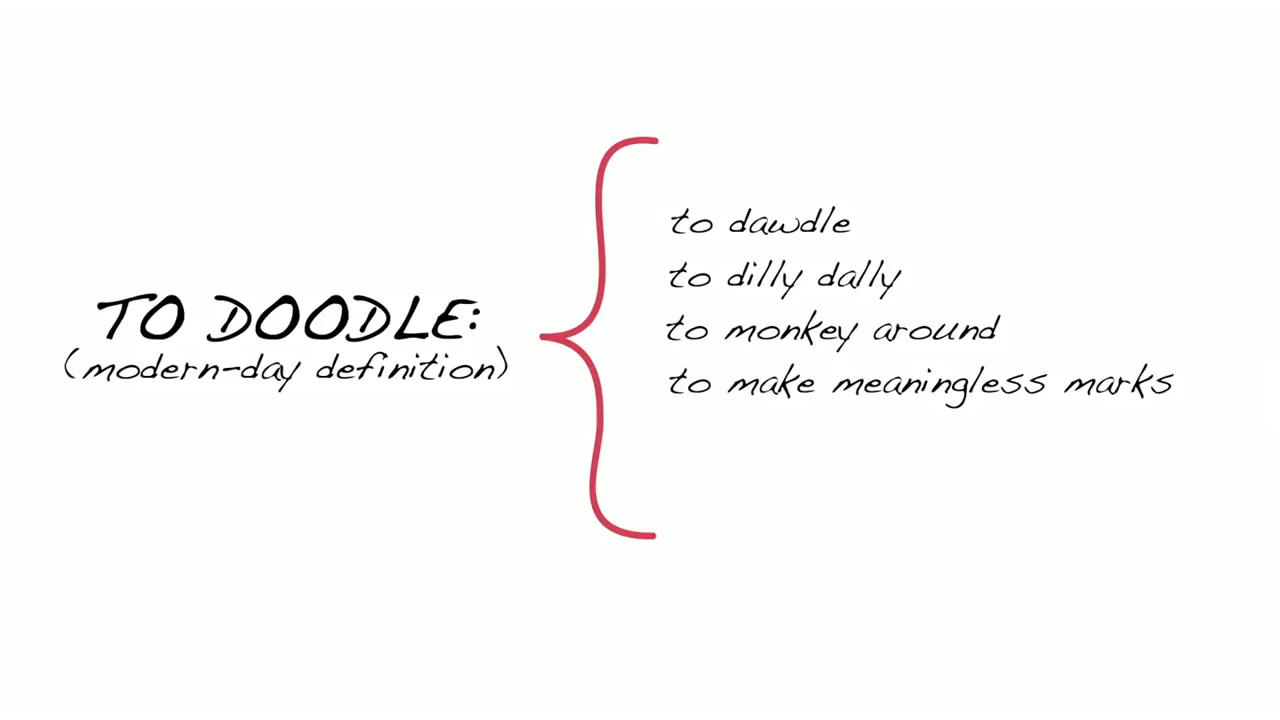 TO DOODLE:
(modern-day definition)
to dawdle
to dilly dally
to monkey around
to make meaningless marks